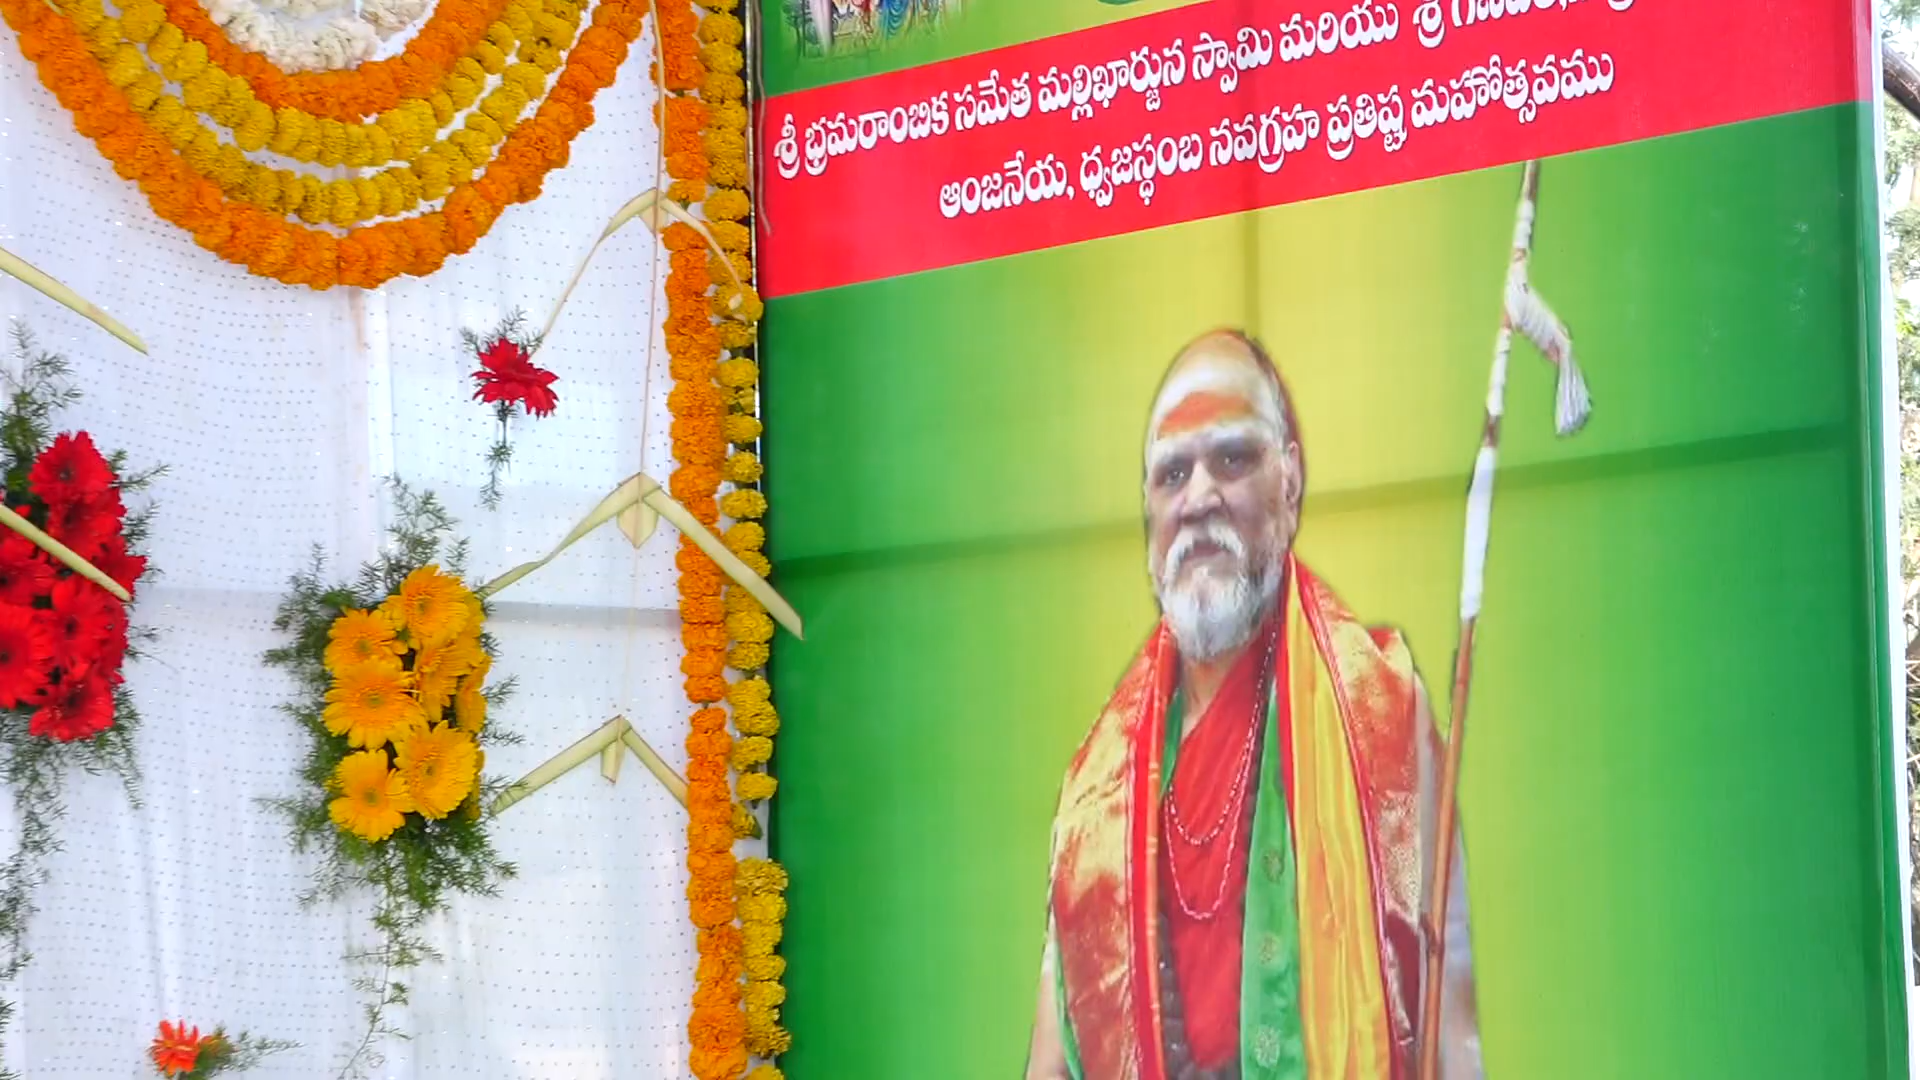 శ్రీ భ్రమరాంబిక సమేత మల్లిఖార్జున స్వామి మరియు శ్రీ
ఆంజనేయ, ధ్వజస్థంబ నవగ్రహ ప్రతిష్ట మహోత్సవము